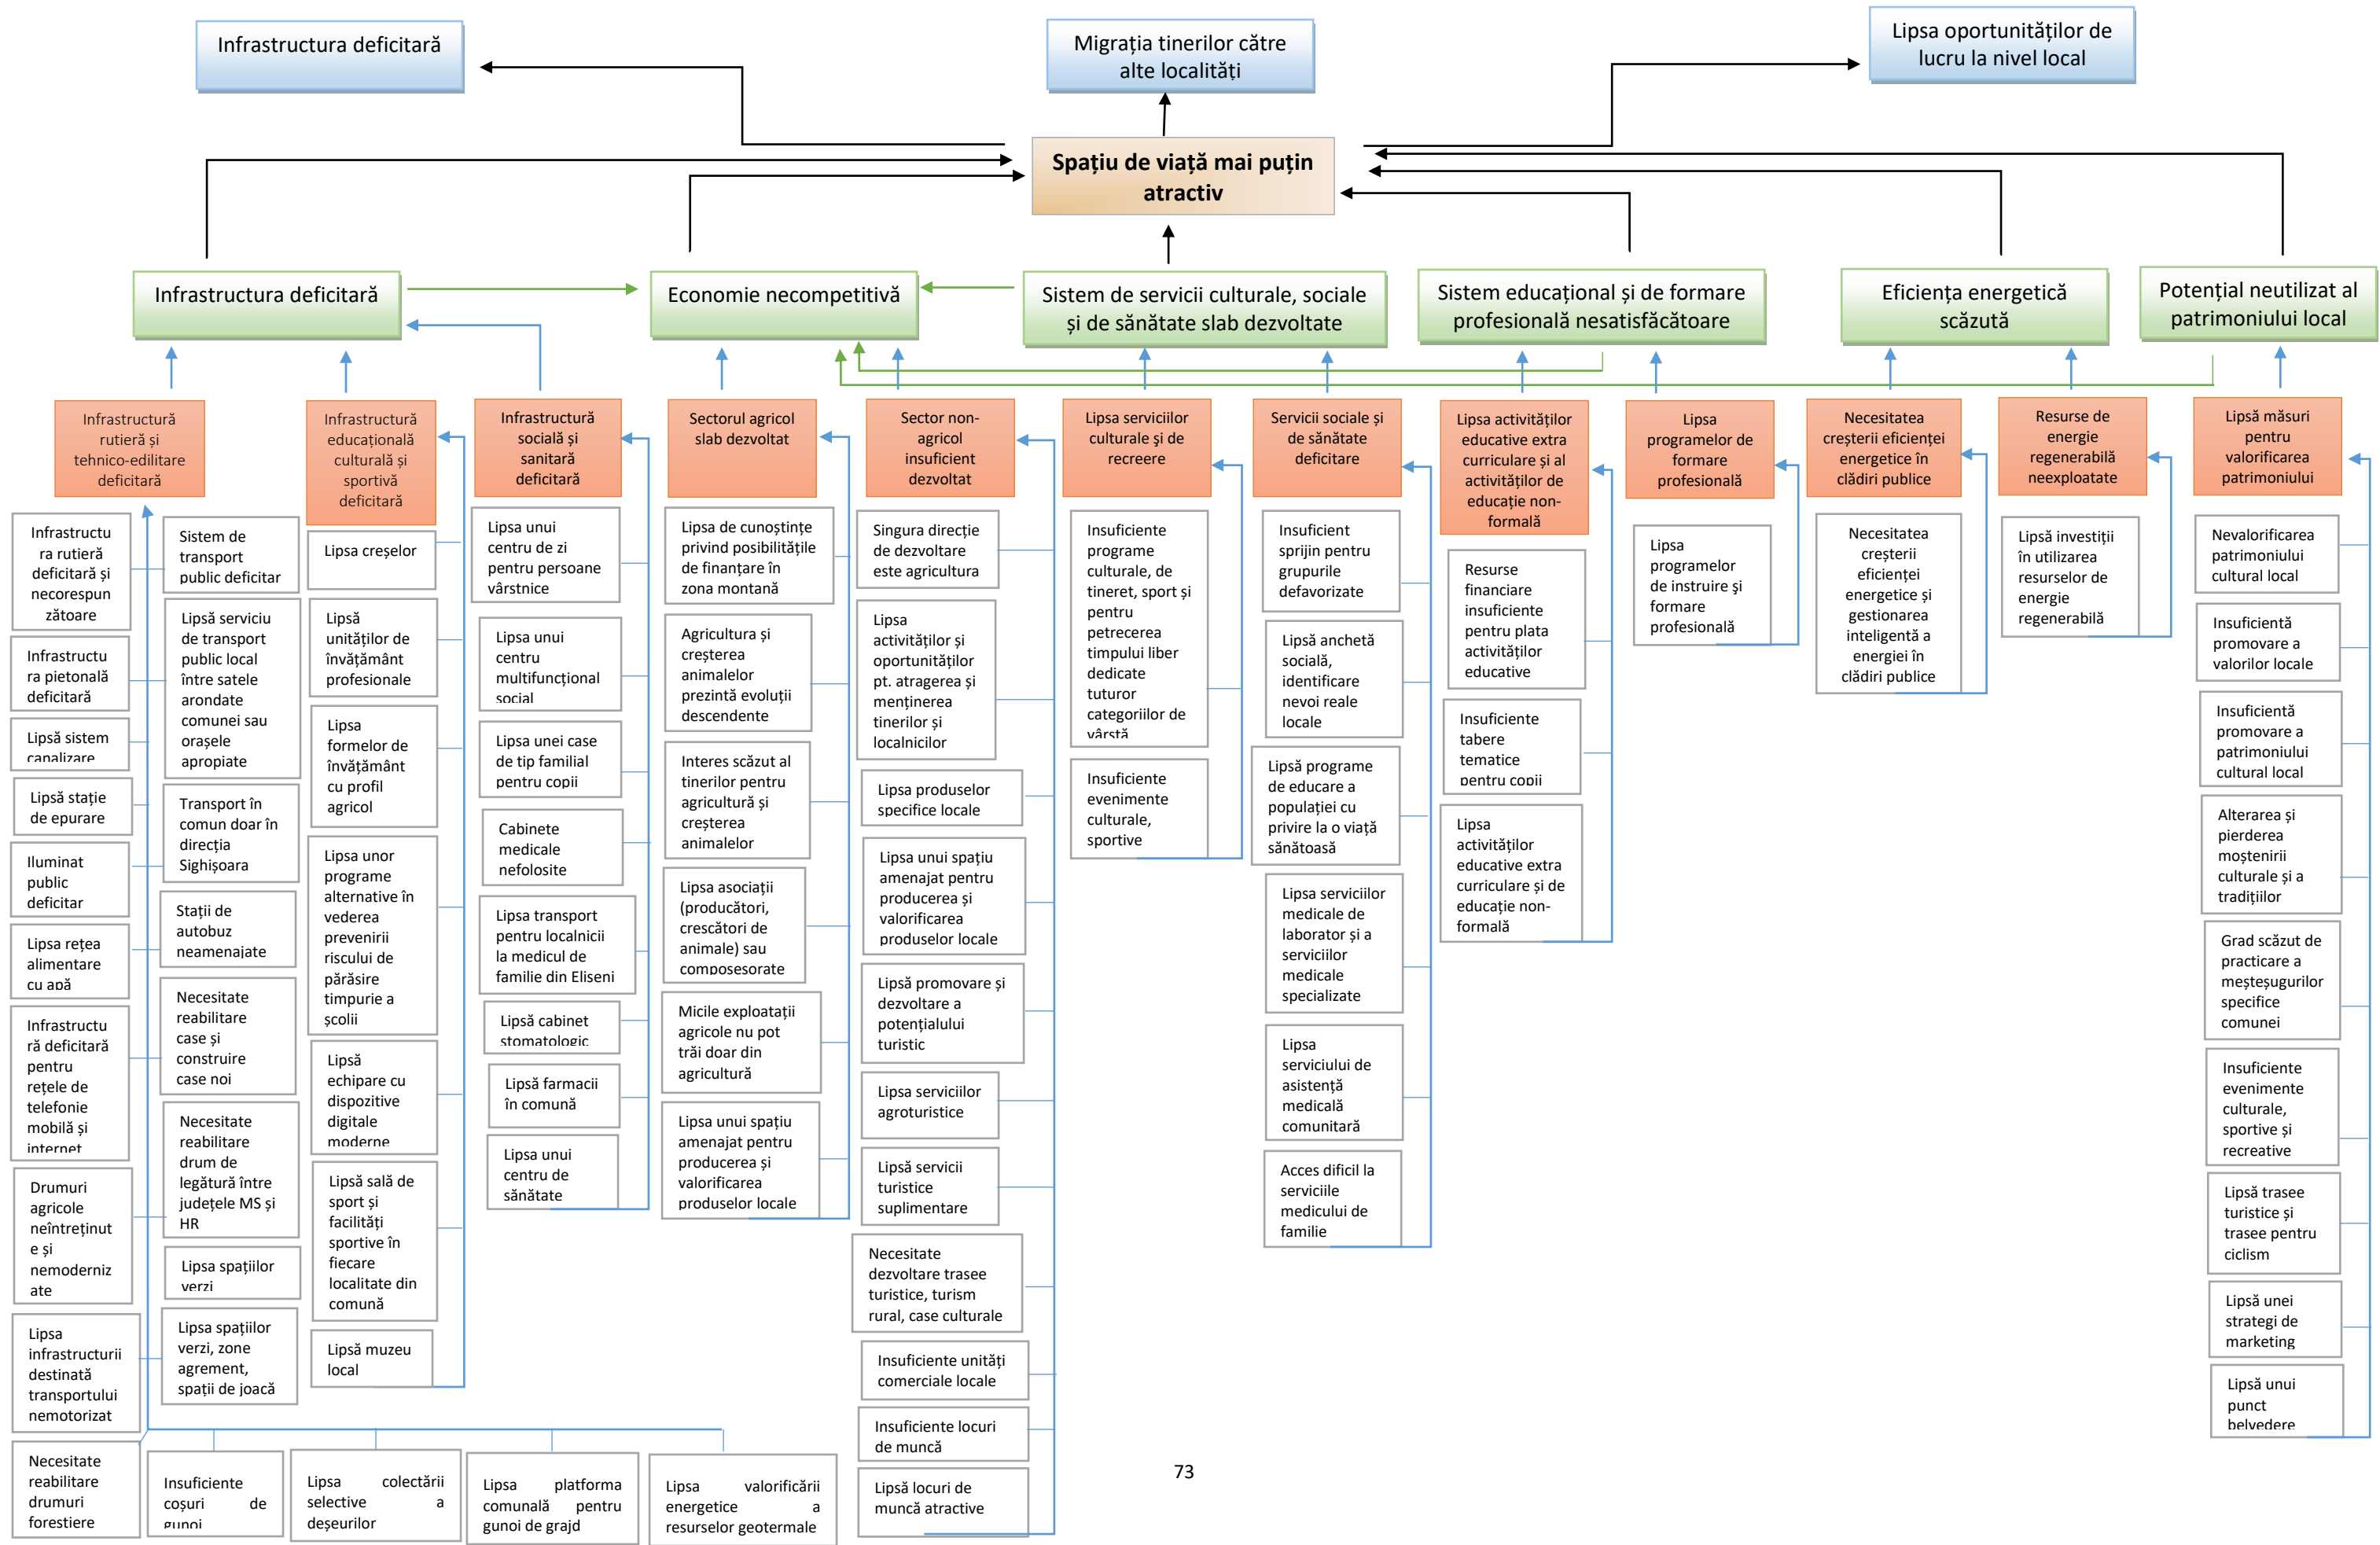 Infrastructura deficitară
Migrația tinerilor către
alte localități
Lipsa oportunităților de
lucru la nivel local
Spațiu de viață mai puțin
atractiv
Infrastructura deficitară
Economie necompetitivă
Sistem de servicii culturale, sociale
și de sănătate slab dezvoltate
Sistem educațional și de formare
profesională nesatisfăcătoare
Eficiența energetică
scăzută
Potențial neutilizat al
patrimoniului local
Infrastructură
rutieră și
tehnico-edilitare
deficitară
Infrastructură
educațională
culturală și
sportivă
deficitară
Infrastructură
socială și
sanitară
deficitară
Sectorul agricol
slab dezvoltat
Sector non-
agricol
insuficient
dezvoltat
Lipsa serviciilor
culturale şi de
recreere
Servicii sociale și
de sănătate
deficitare
Lipsa activităților
educative extra
curriculare și al
activităților de
educație non-
formală
Lipsa
programelor de
formare
profesională
Necesitatea
creșterii eficienței
energetice în
clădiri publice
Resurse de
energie
regenerabilă
neexploatate
Lipsă măsuri
pentru
valorificarea
patrimoniului
Infrastructu
ra rutieră
deficitară și
necorespun
zătoare
Infrastructu
ra pietonală
deficitară
Lipsă sistem
canalizare
Lipsă stație
de epurare
Iluminat
public
deficitar
Lipsa rețea
alimentare
cu apă
Infrastructu
ră deficitară
pentru
rețele de
telefonie
mobilă și
internet
Drumuri
agricole
neîntreținut
e și
nemoderniz
ate
Lipsa
infrastructurii
destinată
transportului
nemotorizat
Necesitate
reabilitare
drumuri
forestiere
Sistem de
transport
public deficitar
Lipsă serviciu
de transport
public local
între satele
arondate
comunei sau
orașele
apropiate
Transport în
comun doar în
direcția
Sighișoara
Stații de
autobuz
neamenajate
Necesitate
reabilitare
case și
construire
case noi
Necesitate
reabilitare
drum de
legătură între
județele MS și
HR
Lipsa spațiilor
verzi
Lipsa spațiilor
verzi, zone
agrement,
spații de joacă
Insuficiente
coșuri de
gunoi
Lipsa colectării
selective a
deșeurilor
Lipsa platforma
comunală pentru
gunoi de grajd
Lipsa valorificării
energetice a
resurselor geotermale
Lipsa creșelor
Lipsă
unităților de
învățământ
profesionale
Lipsa
formelor de
învățământ
cu profil
agricol
Lipsa unor
programe
alternative în
vederea
prevenirii
riscului de
părăsire
timpurie a
școlii
Lipsă
echipare cu
dispozitive
digitale
moderne
Lipsă sală de
sport și
facilități
sportive în
fiecare
localitate din
comună
Lipsă muzeu
local
Lipsa unui
centru de zi
pentru persoane
vârstnice
Lipsa unui
centru
multifuncțional
social
Lipsa unei case
de tip familial
pentru copii
Cabinete
medicale
nefolosite
Lipsa transport
pentru localnicii
la medicul de
familie din Eliseni
Lipsă cabinet
stomatologic
Lipsă farmacii
în comună
Lipsa unui
centru de
sănătate
Lipsa de cunoștințe
privind posibilitățile
de finanțare în
zona montană
Agricultura și
creșterea
animalelor
prezintă evoluții
descendente
Interes scăzut al
tinerilor pentru
agricultură și
creșterea
animalelor
Lipsa asociații
(producători,
crescători de
animale) sau
composesorate
Micile exploatații
agricole nu pot
trăi doar din
agricultură
Lipsa unui spațiu
amenajat pentru
producerea și
valorificarea
produselor locale
Singura direcție
de dezvoltare
este agricultura
Lipsa
activităților și
oportunităților
pt. atragerea și
menținerea
tinerilor și
localnicilor
Lipsa produselor
specifice locale
Lipsa unui spațiu
amenajat pentru
producerea și
valorificarea
produselor locale
Lipsă promovare și
dezvoltare a
potențialului
turistic
Lipsa serviciilor
agroturistice
Lipsă servicii
turistice
suplimentare
Necesitate
dezvoltare trasee
turistice, turism
rural, case culturale
Insuficiente unități
comerciale locale
Insuficiente locuri
de muncă
Lipsă locuri de
muncă atractive
Insuficiente
programe
culturale, de
tineret, sport și
pentru
petrecerea
timpului liber
dedicate
tuturor
categoriilor de
vârstă
Insuficiente
evenimente
culturale,
sportive
Insuficient
sprijin pentru
grupurile
defavorizate
Lipsă anchetă
socială,
identificare
nevoi reale
locale
Lipsă programe
de educare a
populației cu
privire la o viață
sănătoasă
Lipsa serviciilor
medicale de
laborator și a
serviciilor
medicale
specializate
Lipsa
serviciului de
asistență
medicală
comunitară
Acces dificil la
serviciile
medicului de
familie
Resurse
financiare
insuficiente
pentru plata
activităților
educative
Insuficiente
tabere
tematice
pentru copii
Lipsa
activităților
educative extra
curriculare și de
educație non-
formală
Lipsa
programelor
de instruire şi
formare
profesională
Necesitatea
creșterii
eficienței
energetice și
gestionarea
inteligentă a
energiei în
clădiri publice
Lipsă investiții
în utilizarea
resurselor de
energie
regenerabilă
Nevalorificarea
patrimoniului
cultural local
Insuficientă
promovare a
valorilor locale
Insuficientă
promovare a
patrimoniului
cultural local
Alterarea și
pierderea
moștenirii
culturale și a
tradițiilor
Grad scăzut de
practicare a
meșteșugurilor
specifice
comunei
Insuficiente
evenimente
culturale,
sportive și
recreative
Lipsă trasee
turistice și
trasee pentru
ciclism
Lipsă unei
strategi de
marketing
Lipsă unui
punct
belvedere
73